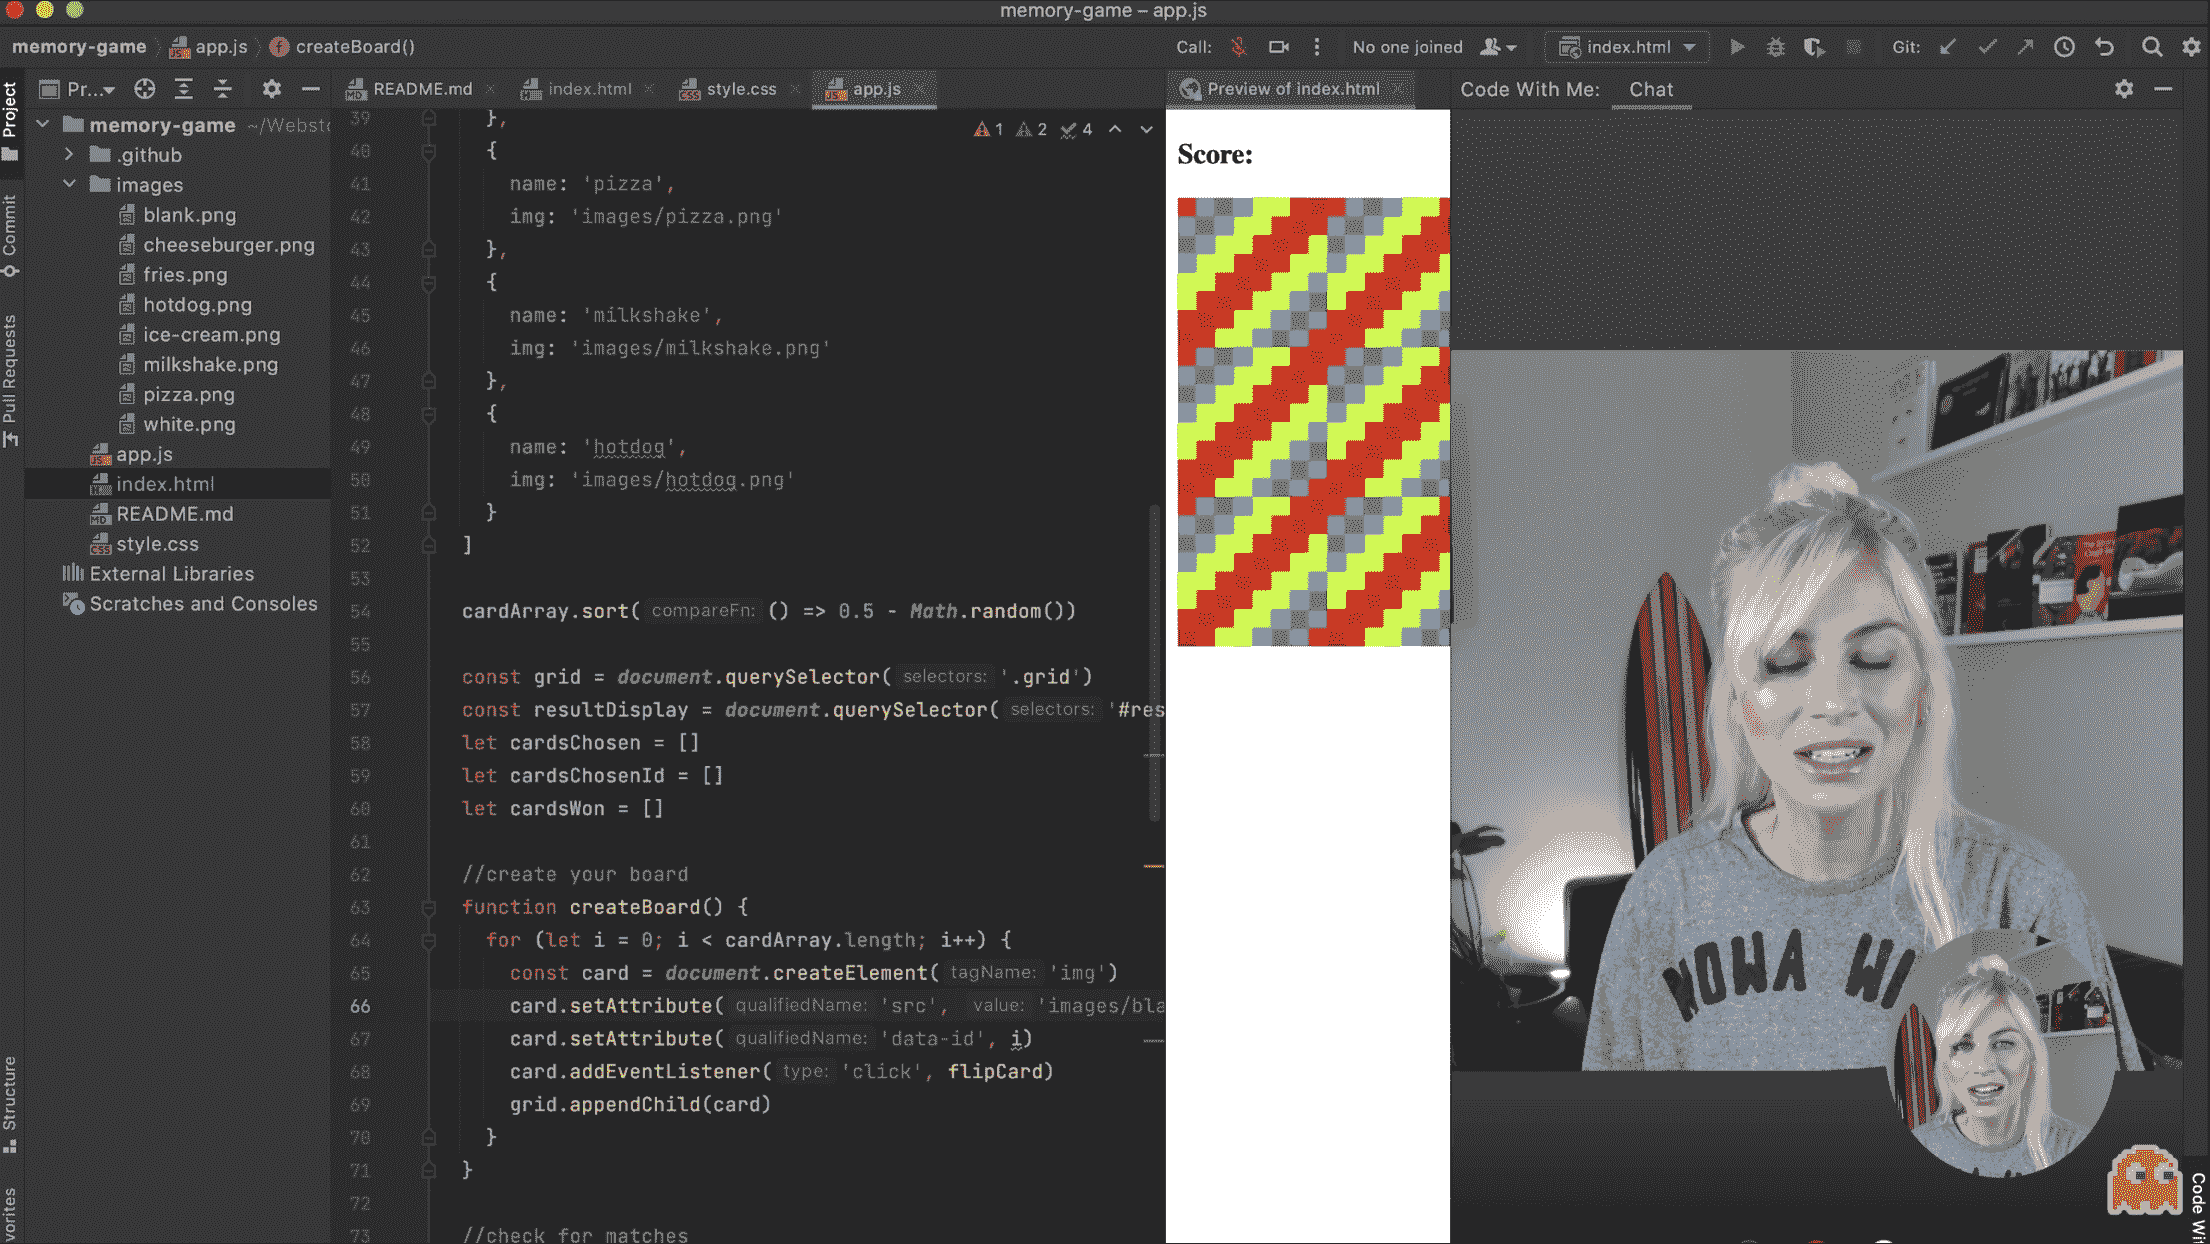 memory-game – app.js
memory-game app.js createBoard()
Call: No one joined index.html Git:
Pr... README.md index.html style.css app.js Preview of index.html Code With Me: Chat
Project
Commit
Pull Requests
Structure
memory-game
.github
images
blank.png
cheeseburger.png
fries.png
hotdog.png
ice-cream.png
milkshake.png
pizza.png
white.png
app.js
index.html
README.md
style.css
External Libraries
Scratches and Consoles
1 2 4
39 },
40 {
41 name: 'pizza',
42 img: 'images/pizza.png'
43 },
44 {
45 name: 'milkshake',
46 img: 'images/milkshake.png'
47 },
48 {
49 name: 'hotdog',
50 img: 'images/hotdog.png'
51 }
52 ]
53
54 cardArray.sort( compareFn: () => 0.5 - Math.random())
55
56 const grid = document.querySelector( selectors: '.grid')
57 const resultDisplay = document.querySelector( selectors: '#res
58 let cardsChosen = []
59 let cardsChosenId = []
60 let cardsWon = []
61
62 //create your board
63 function createBoard() {
64 for (let i = 0; i < cardArray.length; i++) {
65 const card = document.createElement( tagName: 'img')
66 card.setAttribute( qualifiedName: 'src', value: 'images/bla
67 card.setAttribute( qualifiedName: 'data-id', i)
68 card.addEventListener( type: 'click', flipCard)
69 grid.appendChild(card)
70 }
71 }
72
73 //check for matches
Score:
NOWA WI
Code Wit